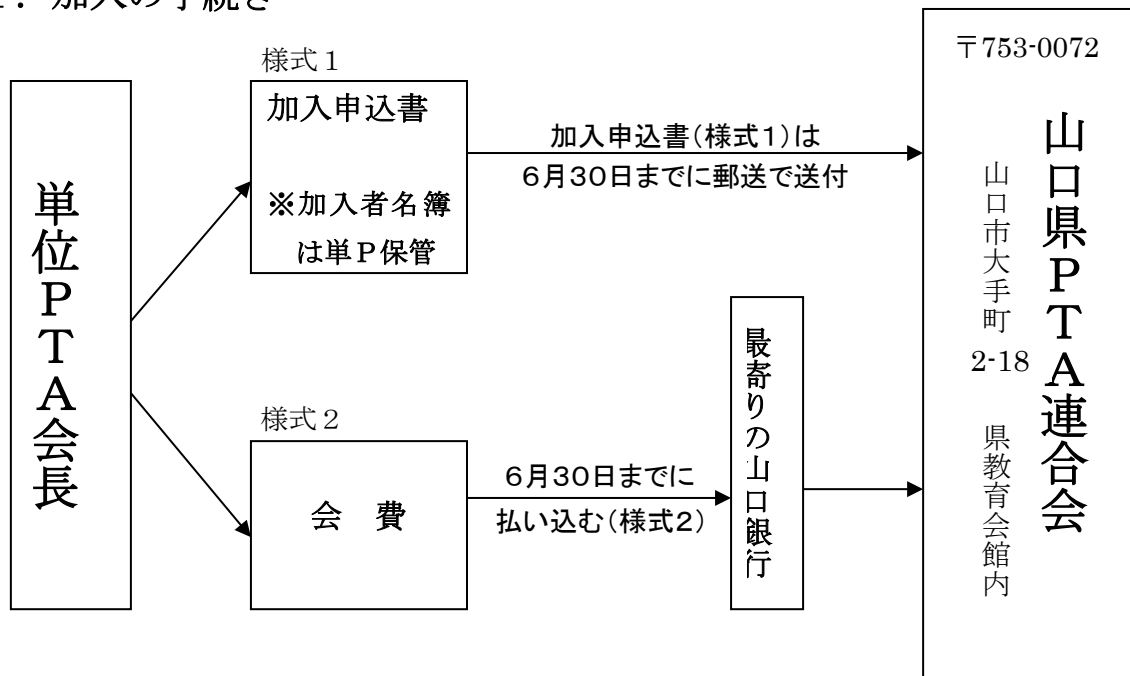 加入の手続き
単位PTA会長
様式1
加入申込書
※加入者名簿
は単P保管
加入申込書(様式1)は
6月30日までに郵送で送付
様式2
会 費
6月30日までに
払い込む(様式2)
最寄りの山口銀行
〒753-0072
山口県PTA連合会
山口市大手町 2-18 県教育会館内